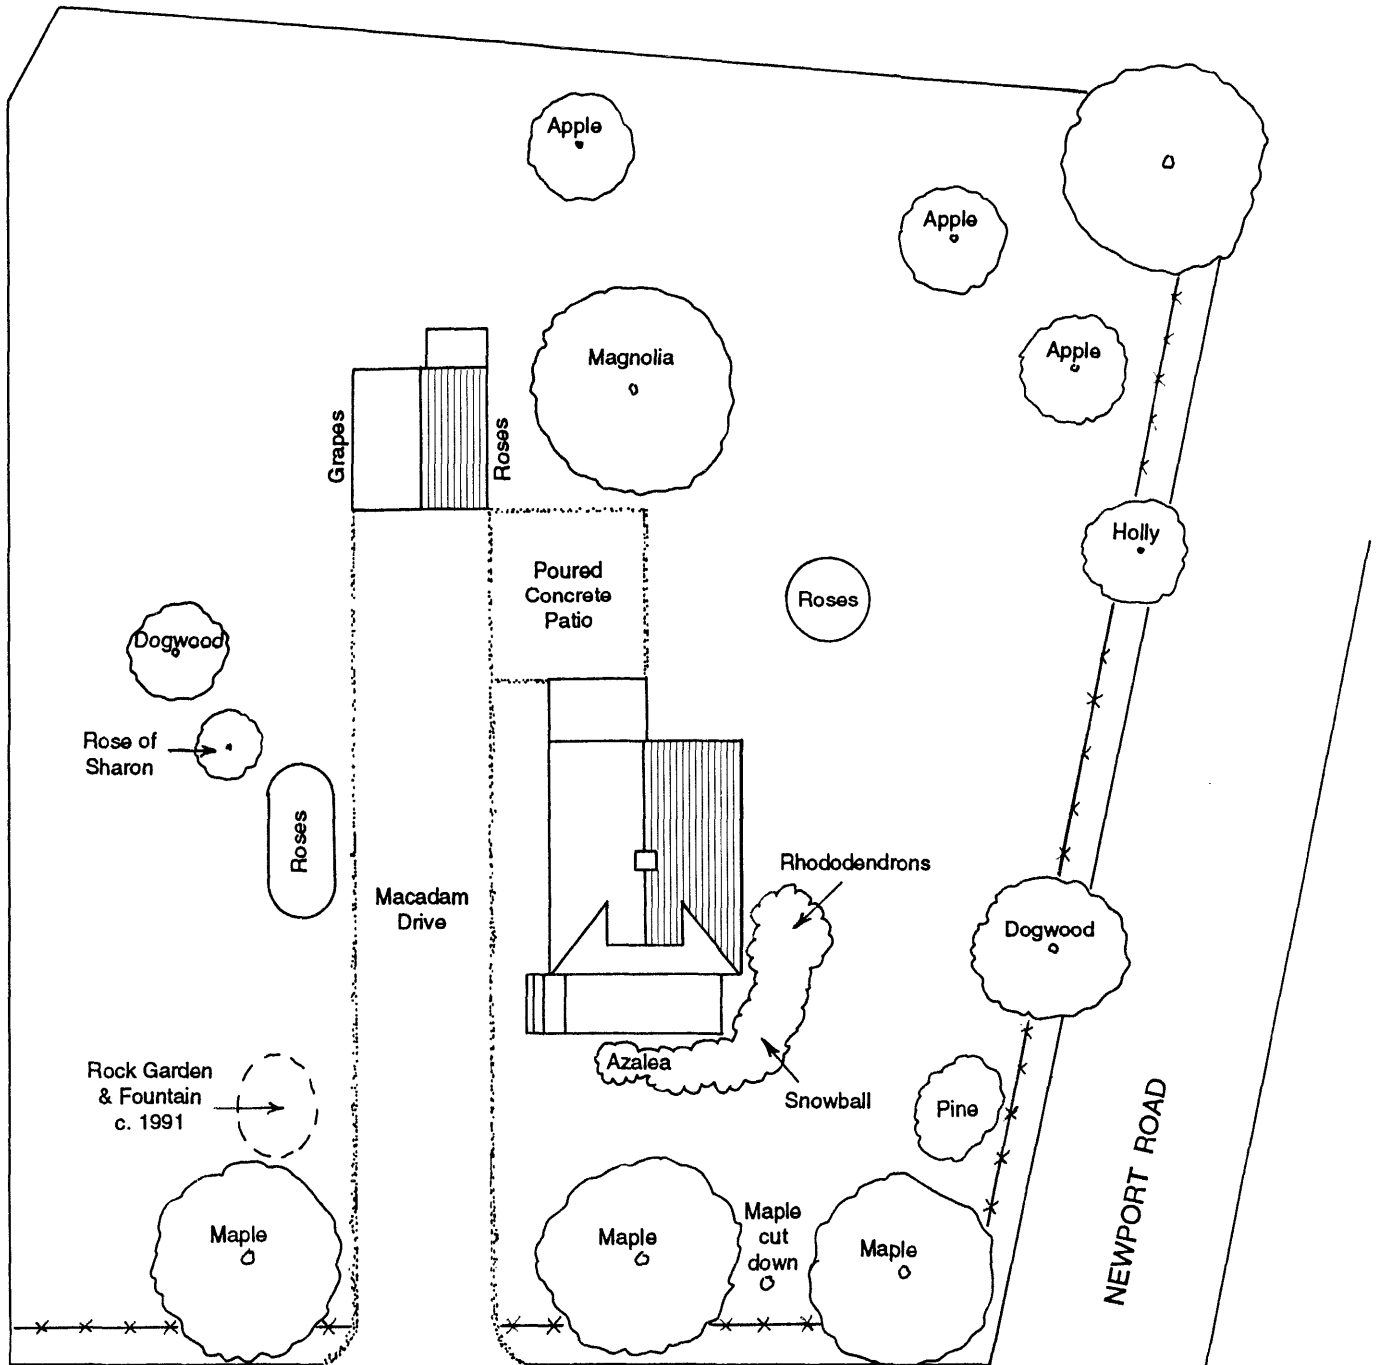 Apple
Apple
Apple
Magnolia
Grapes
Roses
Holly
Poured
Concrete
Patio
Roses
Dogwood
Rose of
Sharon
Roses
Macadam
Drive
Rhododendrons
Dogwood
Azalea
Snowball
Rock Garden
& Fountain
c. 1991
Pine
NEWPORT ROAD
Maple
Maple
Maple
cut
down
Maple